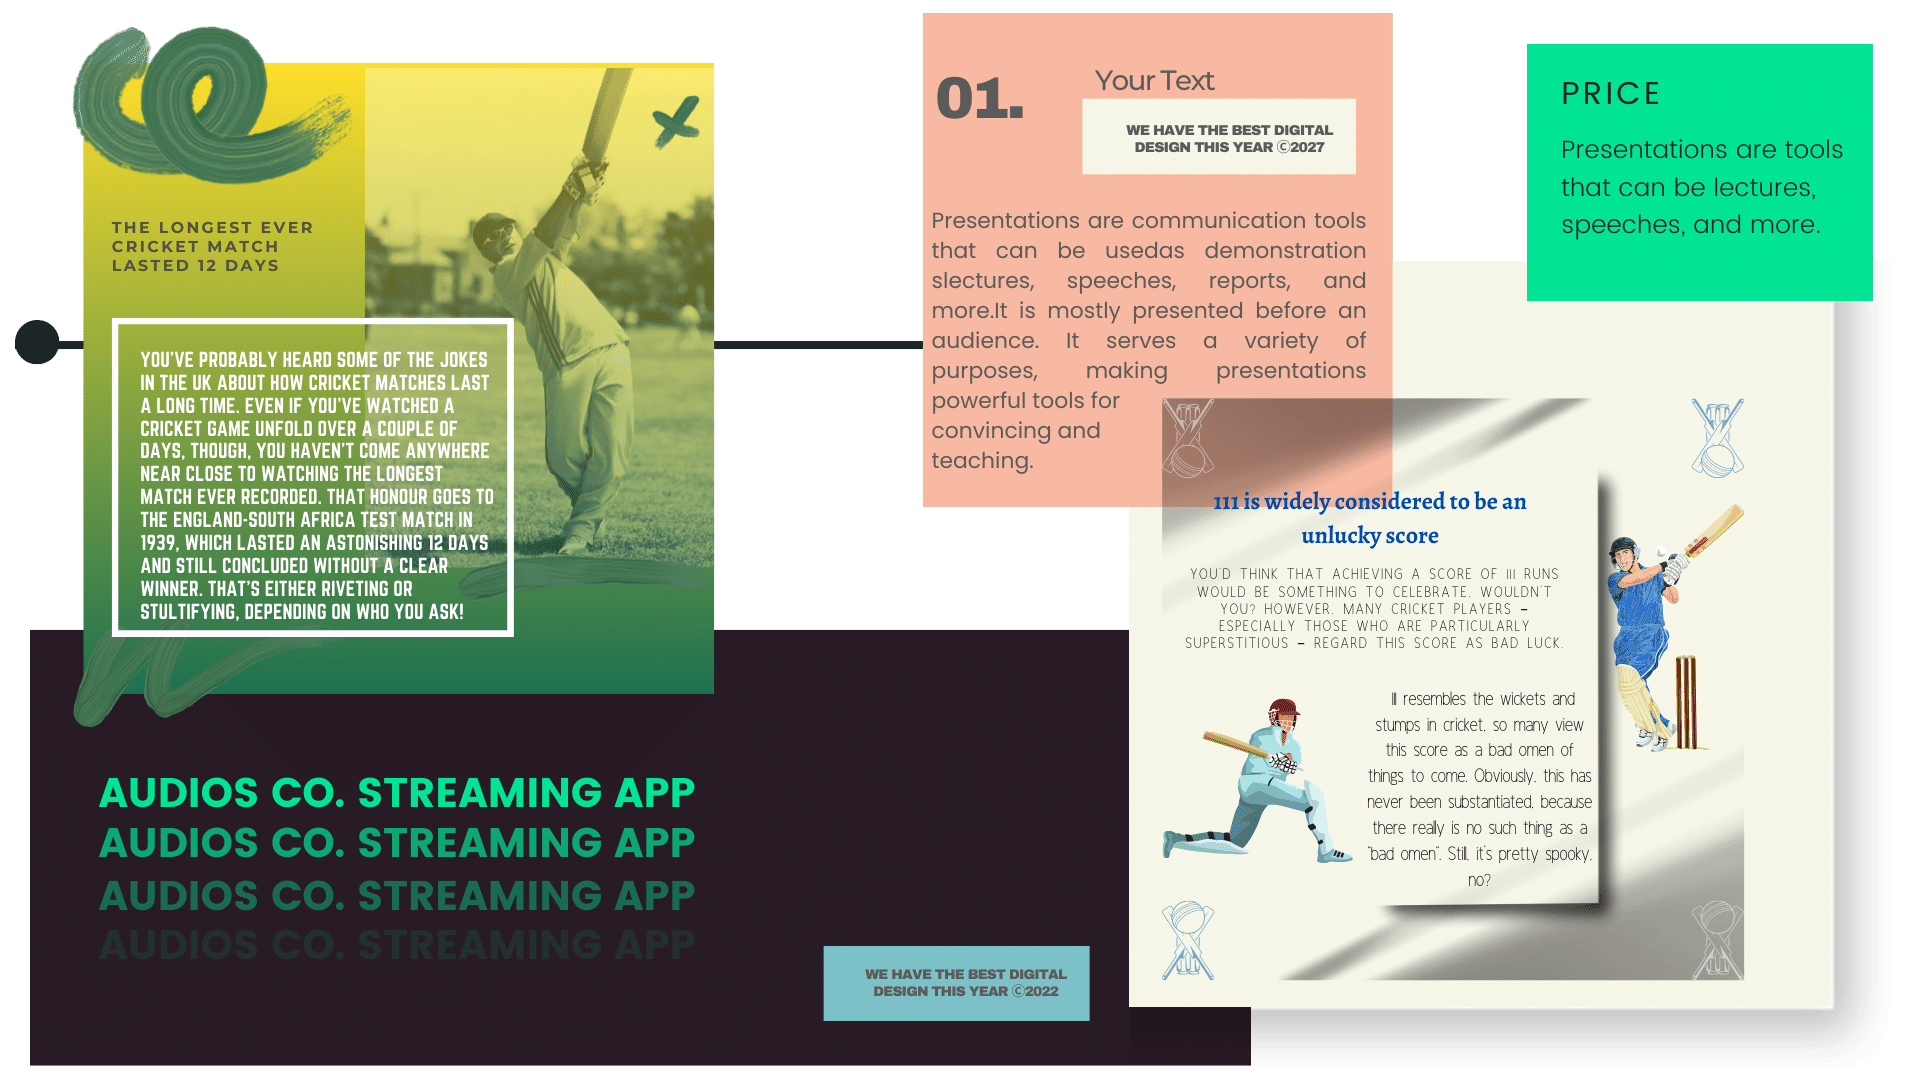 THE LONGEST EVER
CRICKET MATCH
LASTED 12 DAYS
YOU'VE PROBABLY HEARD SOME OF THE JOKES
IN THE UK ABOUT HOW CRICKET MATCHES LAST
A LONG TIME. EVEN IF YOU'VE WATCHED A
CRICKET GAME UNFOLD OVER A COUPLE OF
DAYS, THOUGH, YOU HAVEN'T COME ANYWHERE
NEAR CLOSE TO WATCHING THE LONGEST
MATCH EVER RECORDED. THAT HONOUR GOES TO
THE ENGLAND-SOUTH AFRICA TEST MATCH IN
1939, WHICH LASTED AN ASTONISHING 12 DAYS
AND STILL CONCLUDED WITHOUT A CLEAR
WINNER. THAT'S EITHER RIVETING OR
STULTIFYING, DEPENDING ON WHO YOU ASK!
01.
Your Text
WE HAVE THE BEST DIGITAL
DESIGN THIS YEAR ©2027
Presentations are communication tools
that can be usedas demonstration
slectures, speeches, reports, and
more.It is mostly presented before an
audience. It serves a variety of
purposes, making presentations
powerful tools for
convincing and
teaching.
PRICE
Presentations are tools
that can be lectures,
speeches, and more.
111 is widely considered to be an
unlucky score
YOU'D THINK THAT ACHIEVING A SCORE OF 111 RUNS
WOULD BE SOMETHING TO CELEBRATE, WOULDN'T
YOU? HOWEVER, MANY CRICKET PLAYERS –
ESPECIALLY THOSE WHO ARE PARTICULARLY
SUPERSTITIOUS – REGARD THIS SCORE AS BAD LUCK.
111 resembles the wickets and
stumps in cricket, so many view
this score as a bad omen of
things to come. Obviously, this has
never been substantiated, because
there really is no such thing as a
"bad omen". Still, it's pretty spooky,
no?
AUDIOS CO. STREAMING APP
AUDIOS CO. STREAMING APP
AUDIOS CO. STREAMING APP
AUDIOS CO. STREAMING APP
WE HAVE THE BEST DIGITAL
DESIGN THIS YEAR ©2022